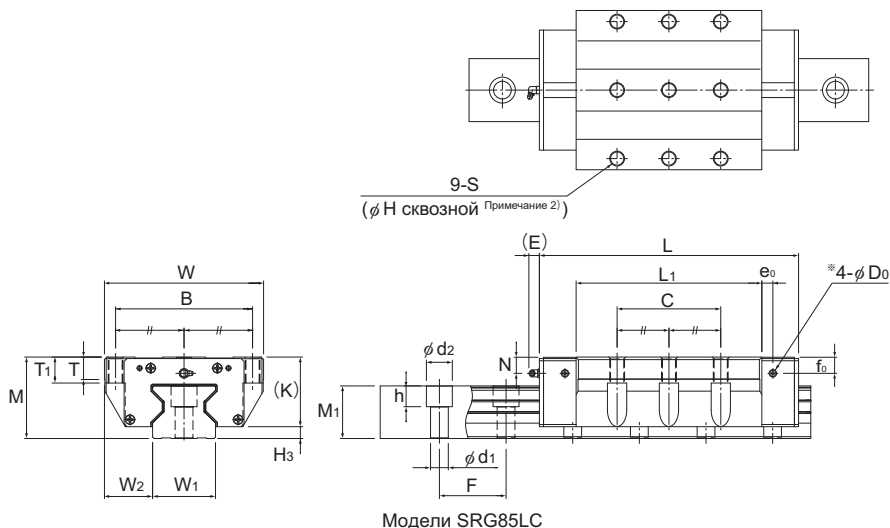 9-S
(φH сквозной Примечание 2))
(E)
L
L1
e0
※4-φD0
C
W
B
T1
T
M
(K)
H3
W2
W1
φd2
N
f0
h
M1
φd1
F
Модели SRG85LC